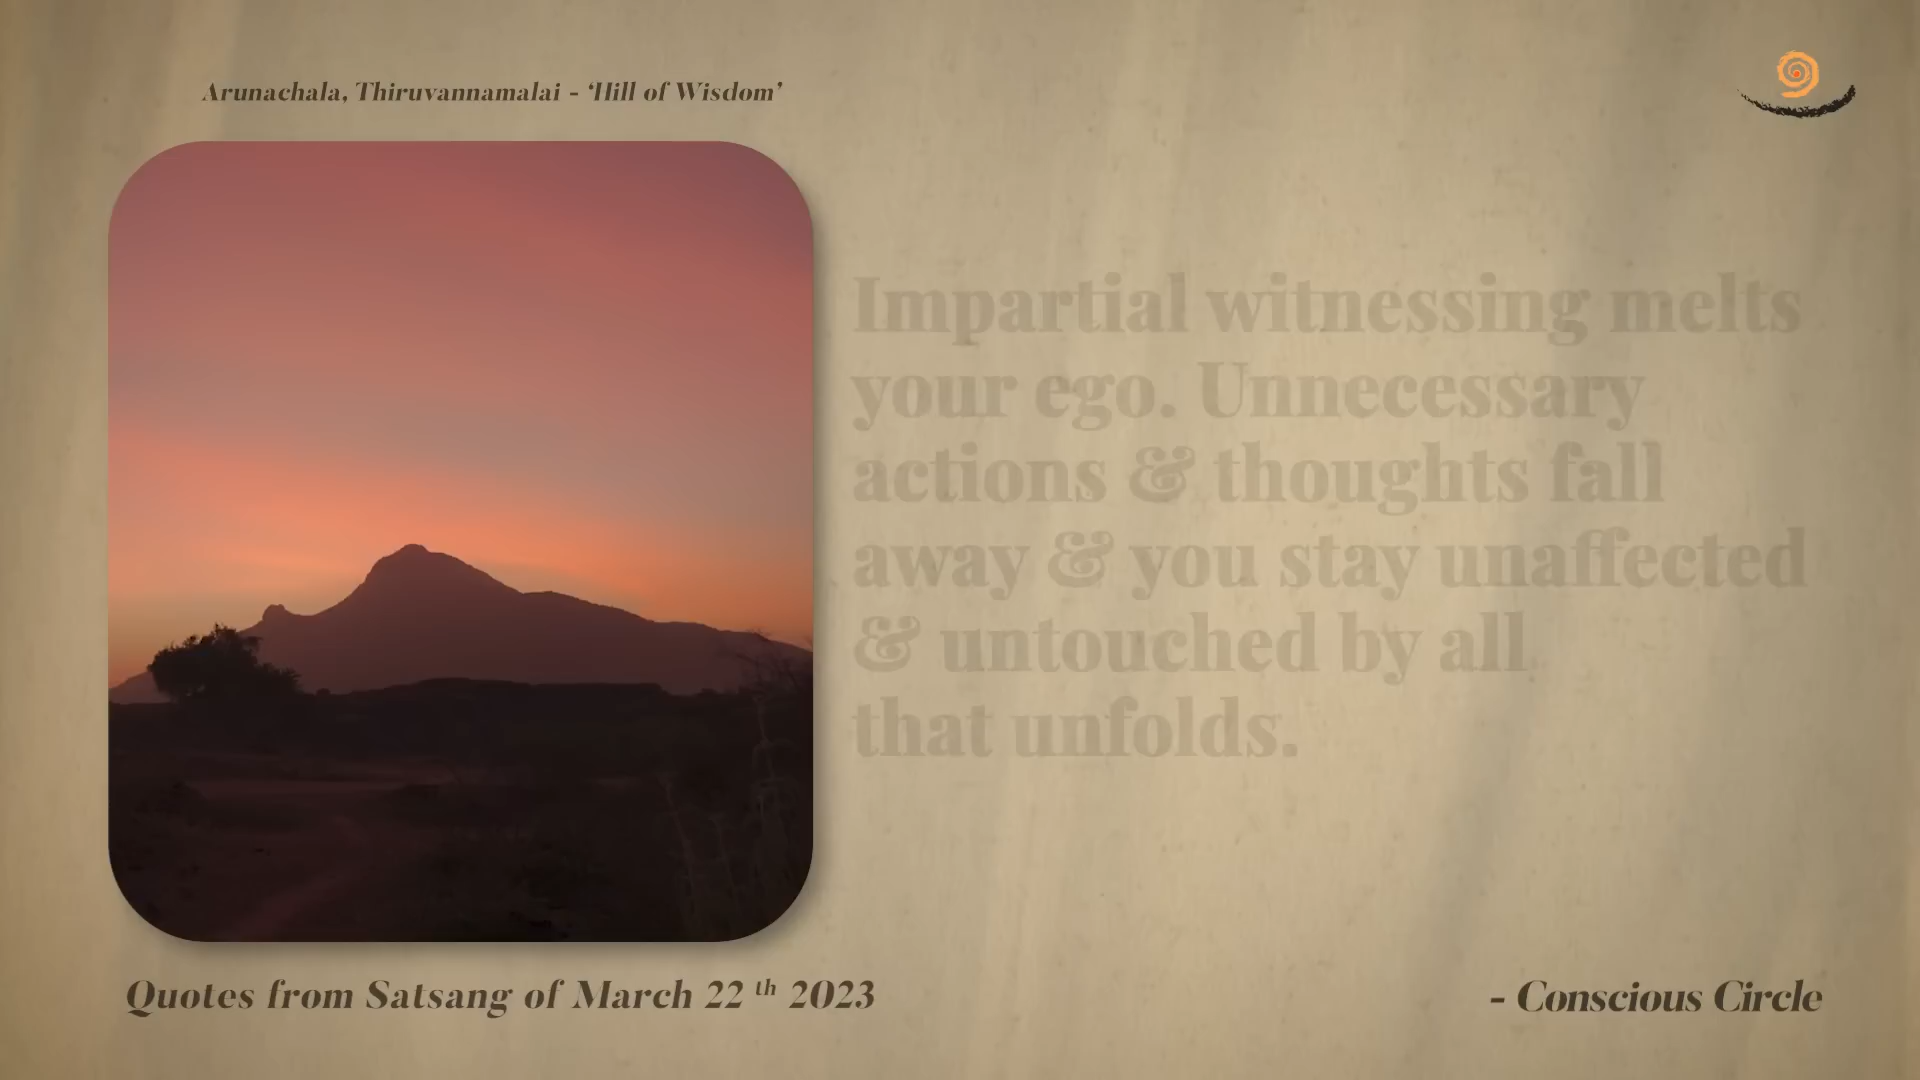 Arunachala, Thiruvannamalai - ‘Hill of Wisdom’
Impartial witnessing melts
your ego. Unnecessary
actions & thoughts fall
away & you stay unaffected
& untouched by all
that unfolds.
Quotes from Satsang of March 22 th 2023
- Conscious Circle